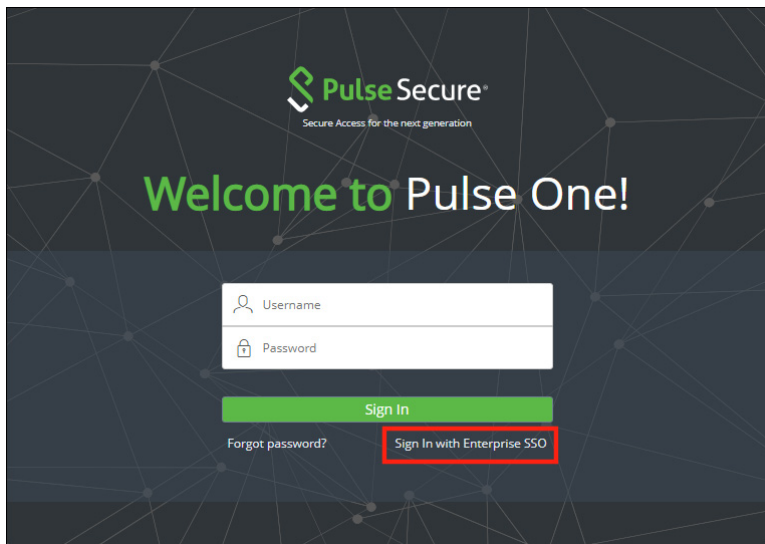 Pulse Secure®
Secure Access for the next generation
Welcome to Pulse One!
Username
Password
Sign In
Forgot password? Sign In with Enterprise SSO